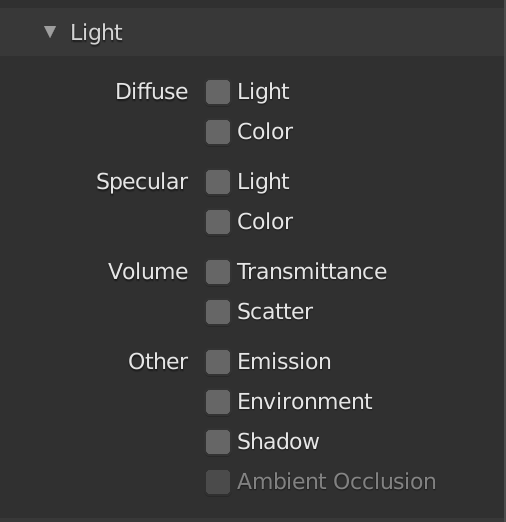 Light
Diffuse Light
Color
Specular Light
Color
Volume Transmittance
Scatter
Other Emission
Environment
Shadow
Ambient Occlusion